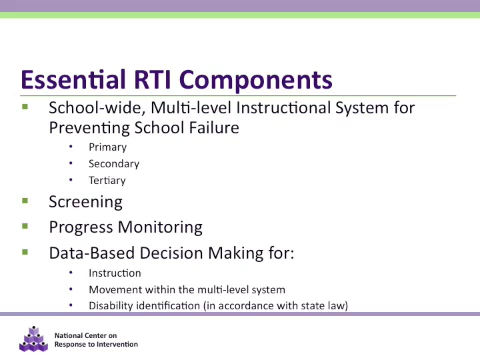 Essential RTI Components
School-wide, Multi-level Instructional System for
Preventing School Failure
Primary
Secondary
Tertiary
Screening
Progress Monitoring
Data-Based Decision Making for:
Instruction
Movement within the multi-level system
Disability identification (in accordance with state law)
National Center on
Response to Intervention